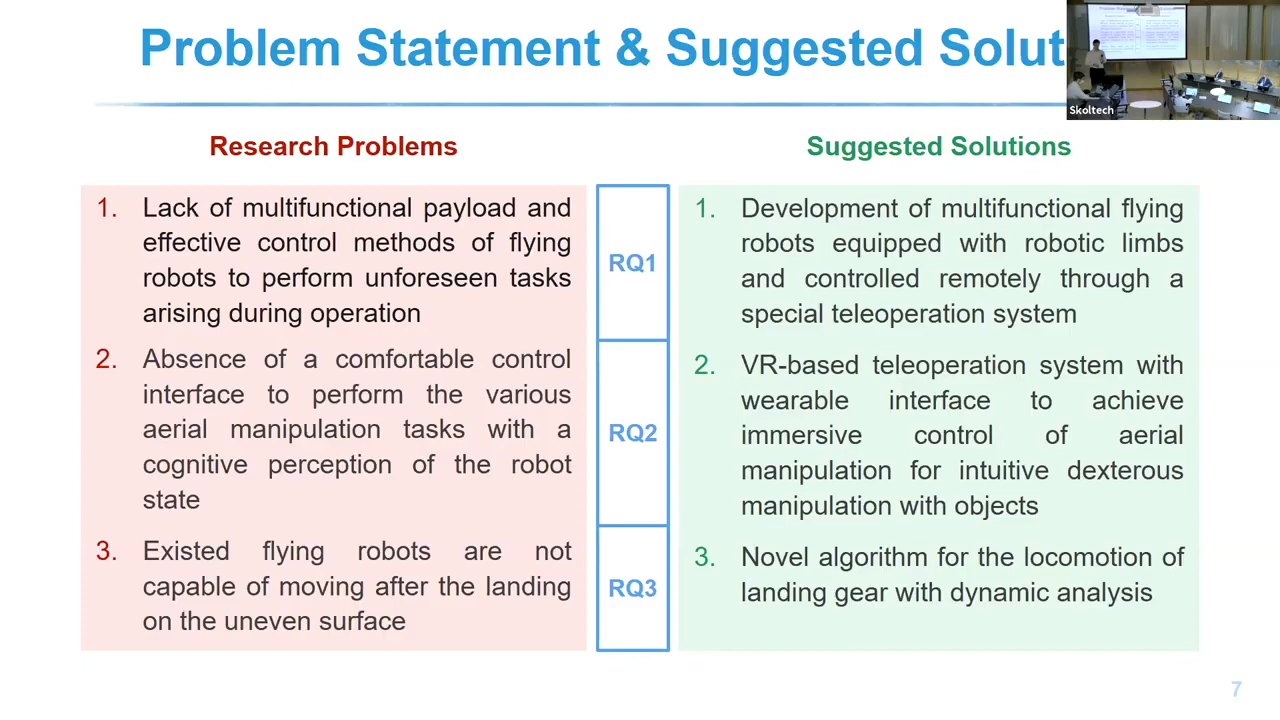 Problem Statement & Suggested Solut
Skoltech
Research Problems
1. Lack of multifunctional payload and
effective control methods of flying
robots to perform unforeseen tasks
arising during operation
2. Absence of a comfortable control
interface to perform the various
aerial manipulation tasks with a
cognitive perception of the robot
state
3. Existed flying robots are not
capable of moving after the landing
on the uneven surface
RQ1
RQ2
RQ3
Suggested Solutions
1. Development of multifunctional flying
robots equipped with robotic limbs
and controlled remotely through a
special teleoperation system
2. VR-based teleoperation system with
wearable interface to achieve
immersive control of aerial
manipulation for intuitive dexterous
manipulation with objects
3. Novel algorithm for the locomotion of
landing gear with dynamic analysis
7